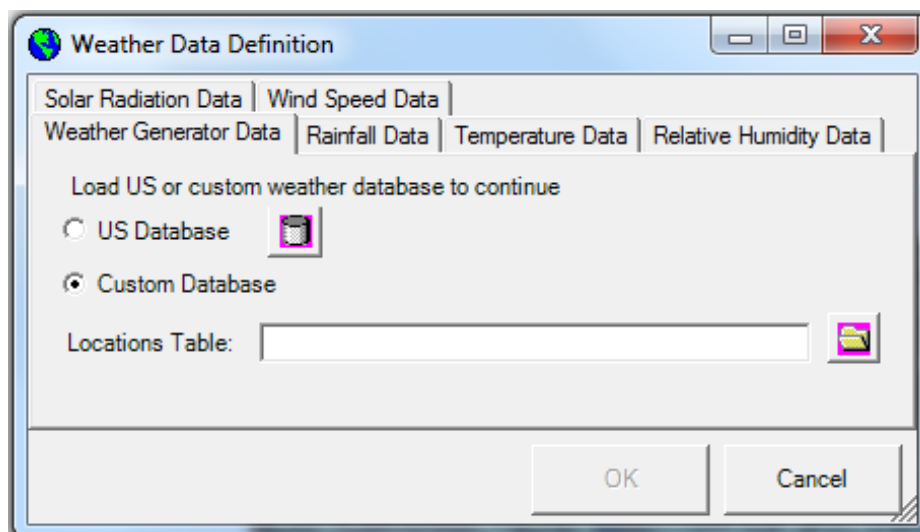 Weather Data Definition
Solar Radiation Data Wind Speed Data
Weather Generator Data Rainfall Data Temperature Data Relative Humidity Data
Load US or custom weather database to continue
US Database
Custom Database
Locations Table:
OK Cancel